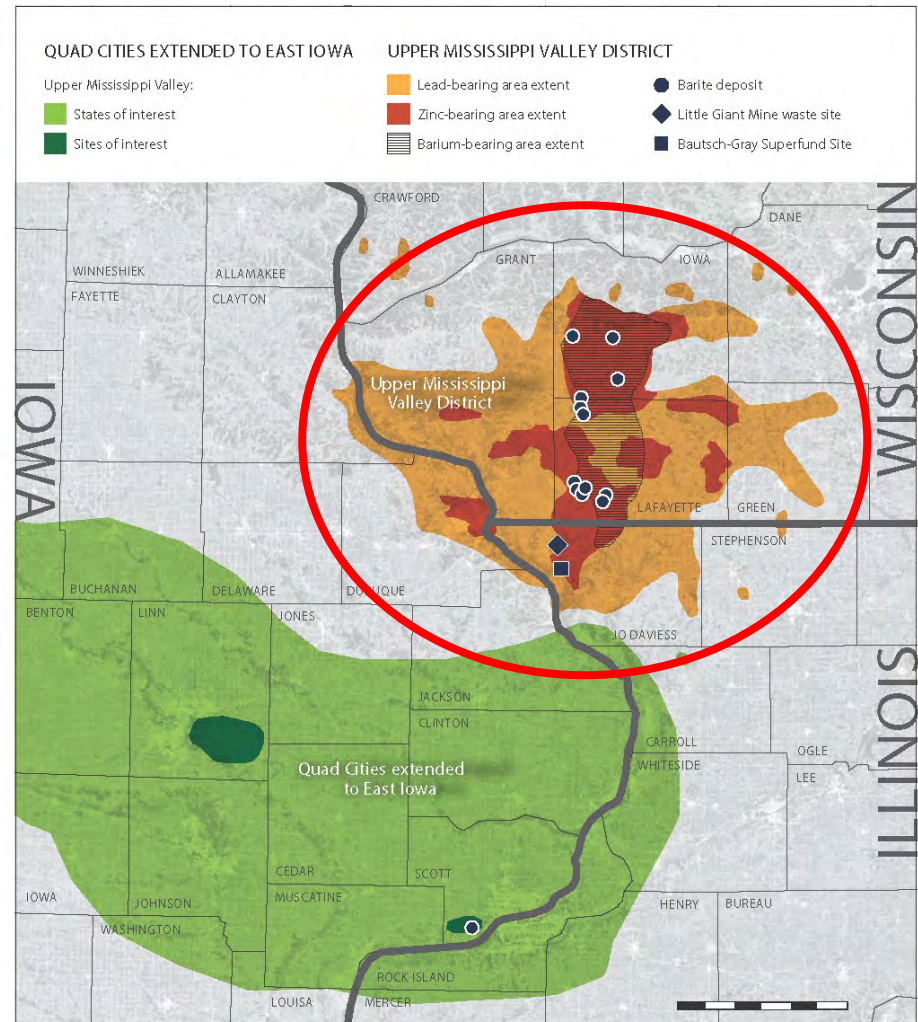 QUAD CITIES EXTENDED TO EAST IOWA
Upper Mississippi Valley:
States of interest
Sites of interest
UPPER MISSISSIPPI VALLEY DISTRICT
Lead-bearing area extent
Zinc-bearing area extent
Barium-bearing area extent
Barite deposit
Little Giant Mine waste site
Bautsch-Gray Superfund Site
CRAWFORD
DANE
WISCONSIN
GRANT
IOWA
WINNESHIEK
ALLAMAKEE
FAYETTE
CLAYTON
Upper Mississippi
Valley District
IOWA
LAFAYETTE
GREEN
STEPHENSON
BUCHANAN
DELAWARE
DUBUQUE
BENTON
LINN
JONES
JO DAVIESS
JACKSON
CLINTON
CARROLL
WHITESIDE
OGLE
LEE
ILLINOIS
Quad Cities extended
to East Iowa
CEDAR
SCOTT
IOWA
JOHNSON
MUSCATINE
HENRY
BUREAU
WASHINGTON
ROCK ISLAND
LOUISA
MERCER